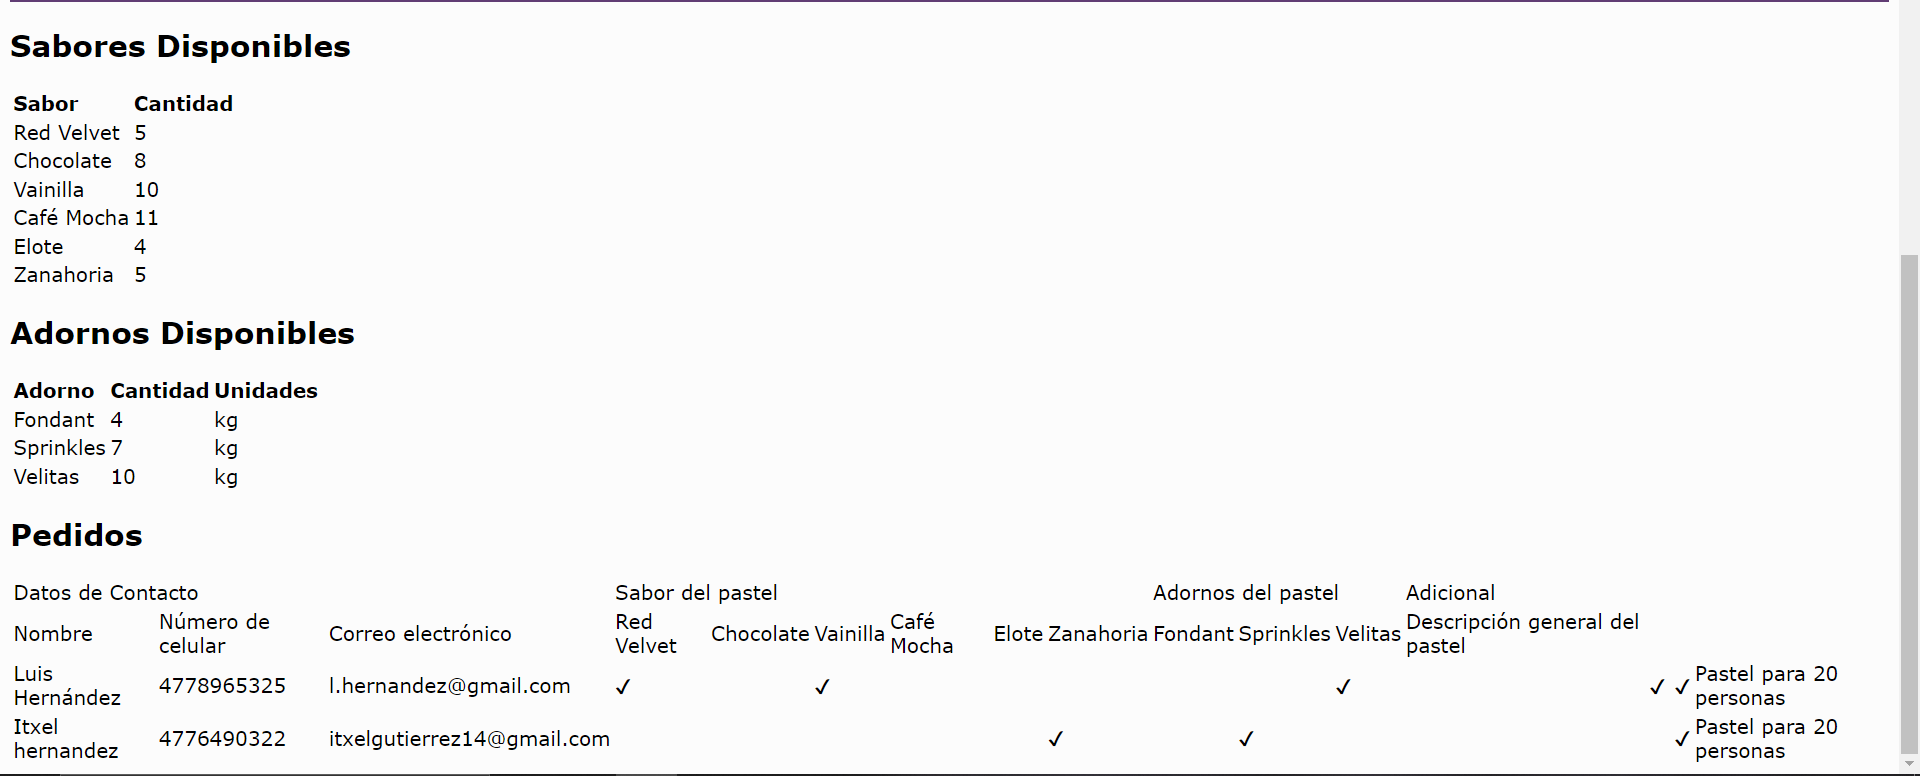 Sabores Disponibles
Sabor Cantidad
Red Velvet 5
Chocolate 8
Vainilla 10
Café Mocha 11
Elote 4
Zanahoria 5
Adornos Disponibles
Adorno Cantidad Unidades
Fondant 4 kg
Sprinkles 7 kg
Velitas 10 kg
Pedidos
Datos de Contacto Sabor del pastel Adornos del pastel Adicional
Nombre Número de celular Correo electrónico Red Velvet Chocolate Vainilla Café Mocha Elote Zanahoria Fondant Sprinkles Velitas Descripción general del pastel
Luis Hernández 4778965325 l.hernandez@gmail.com ✓ ✓ ✓ ✓ ✓ Pastel para 20 personas
Itxel hernandez 4776490322 itxelgutierrez14@gmail.com ✓ ✓ ✓ Pastel para 20 personas